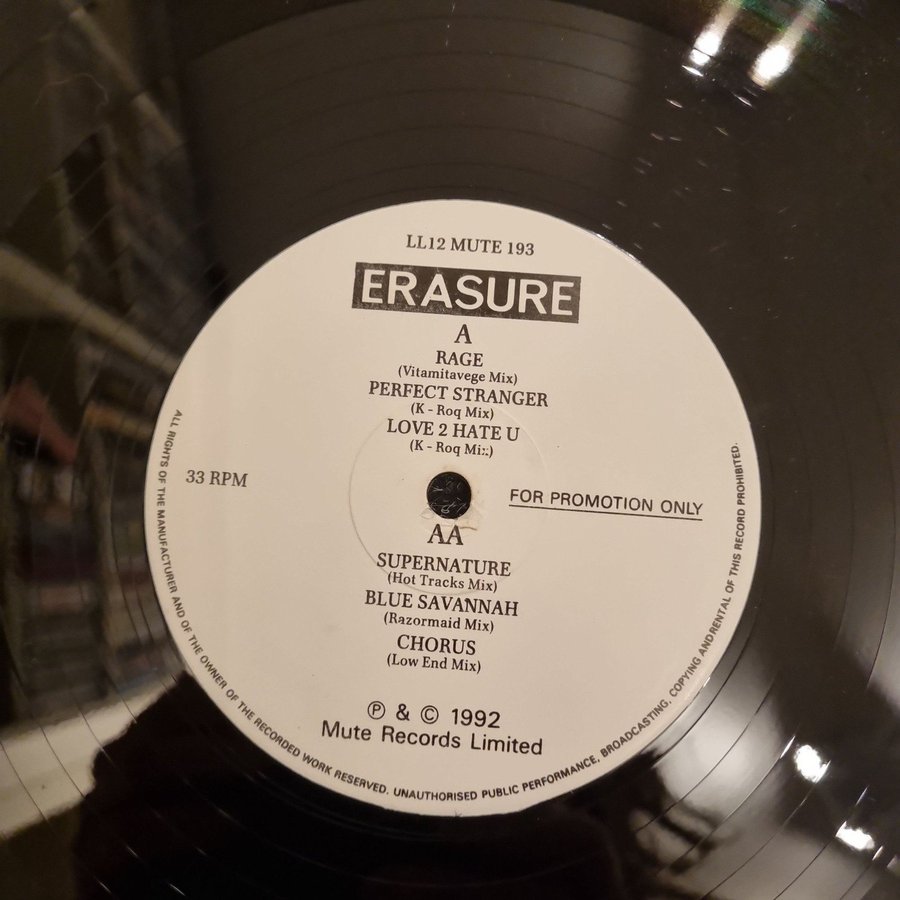 LL12 MUTE 193
ERASURE
A
RAGE
(Vitamitavege Mix)
PERFECT STRANGER
(K - Roq Mix)
LOVE 2 HATE U
(K - Roq Mi::)
33 RPM
FOR PROMOTION ONLY
AA
SUPERNATURE
(Hot Tracks Mix)
BLUE SAVANNAH
(Razormaid Mix)
CHORUS
(Low End Mix)
℗ & © 1992
Mute Records Limited
ALL RIGHTS OF THE MANUFACTURER AND OF THE OWNER OF THE RECORDED WORK RESERVED. UNAUTHORISED PUBLIC PERFORMANCE, BROADCASTING, COPYING AND RENTAL OF THIS RECORD PROHIBITED.